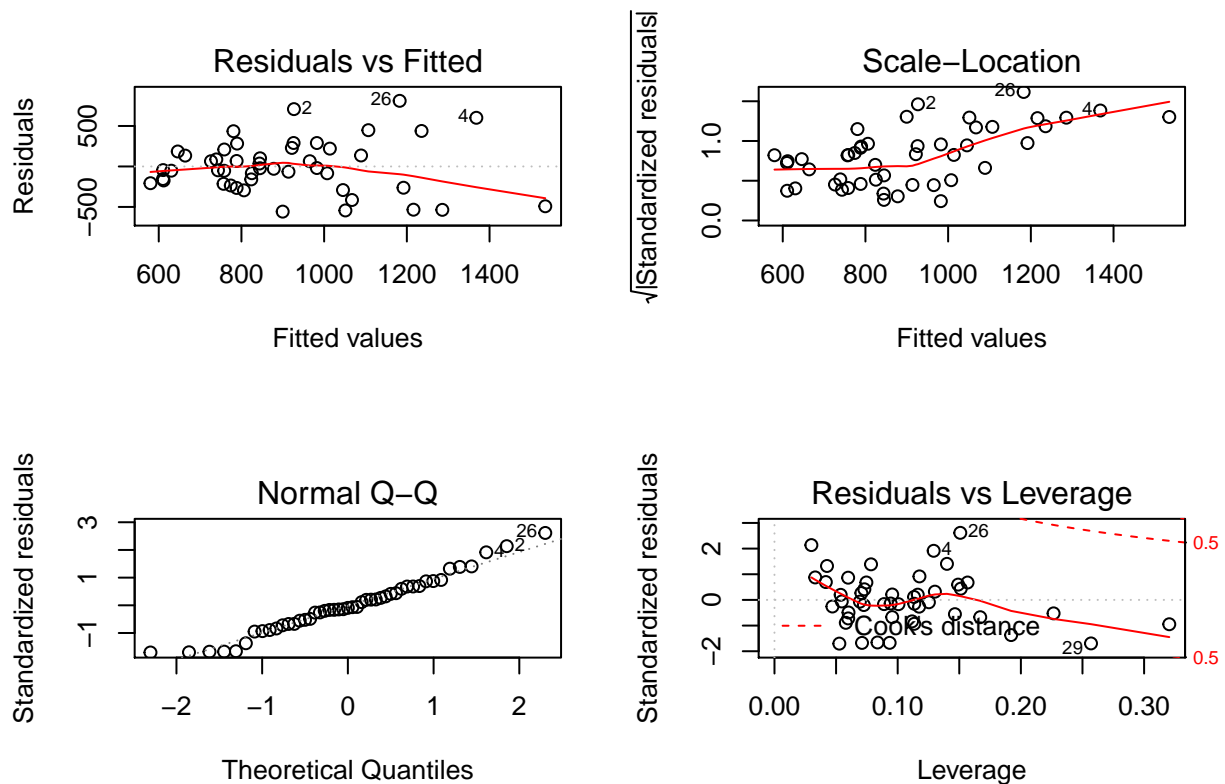 Residuals vs Fitted
Residuals
500
0
−500
2
26
4
600 800 1000 1200 1400
Fitted values
Scale−Location
√|Standardized residuals|
1.0
0.0
2
26
4
600 800 1000 1200 1400
Fitted values
Normal Q−Q
Standardized residuals
3
1
−1
26
2
4
−2 −1 0 1 2
Theoretical Quantiles
Residuals vs Leverage
Standardized residuals
2
0
−2
26
4
29
Cook's distance
0.5
0.5
0.00 0.10 0.20 0.30
Leverage